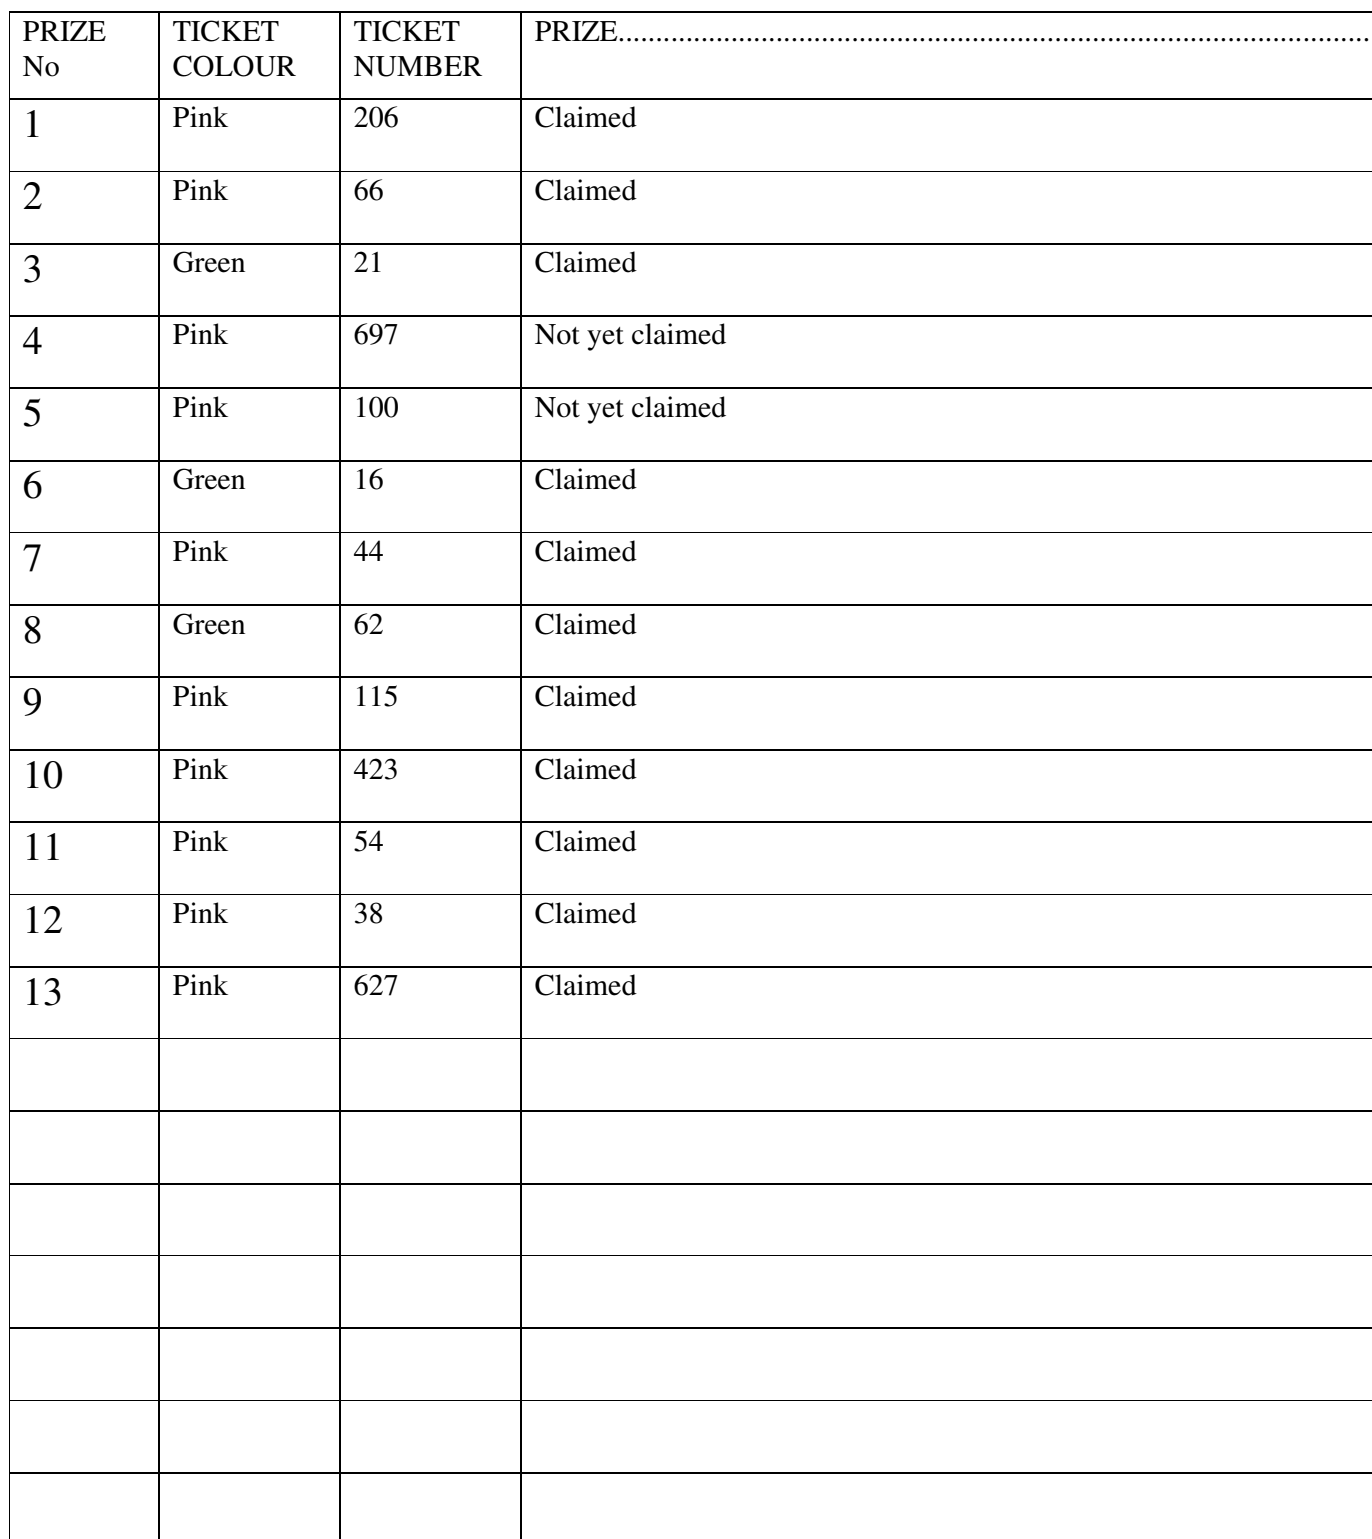 PRIZE No TICKET COLOUR TICKET NUMBER PRIZE..........................................................................................
1 Pink 206 Claimed
2 Pink 66 Claimed
3 Green 21 Claimed
4 Pink 697 Not yet claimed
5 Pink 100 Not yet claimed
6 Green 16 Claimed
7 Pink 44 Claimed
8 Green 62 Claimed
9 Pink 115 Claimed
10 Pink 423 Claimed
11 Pink 54 Claimed
12 Pink 38 Claimed
13 Pink 627 Claimed